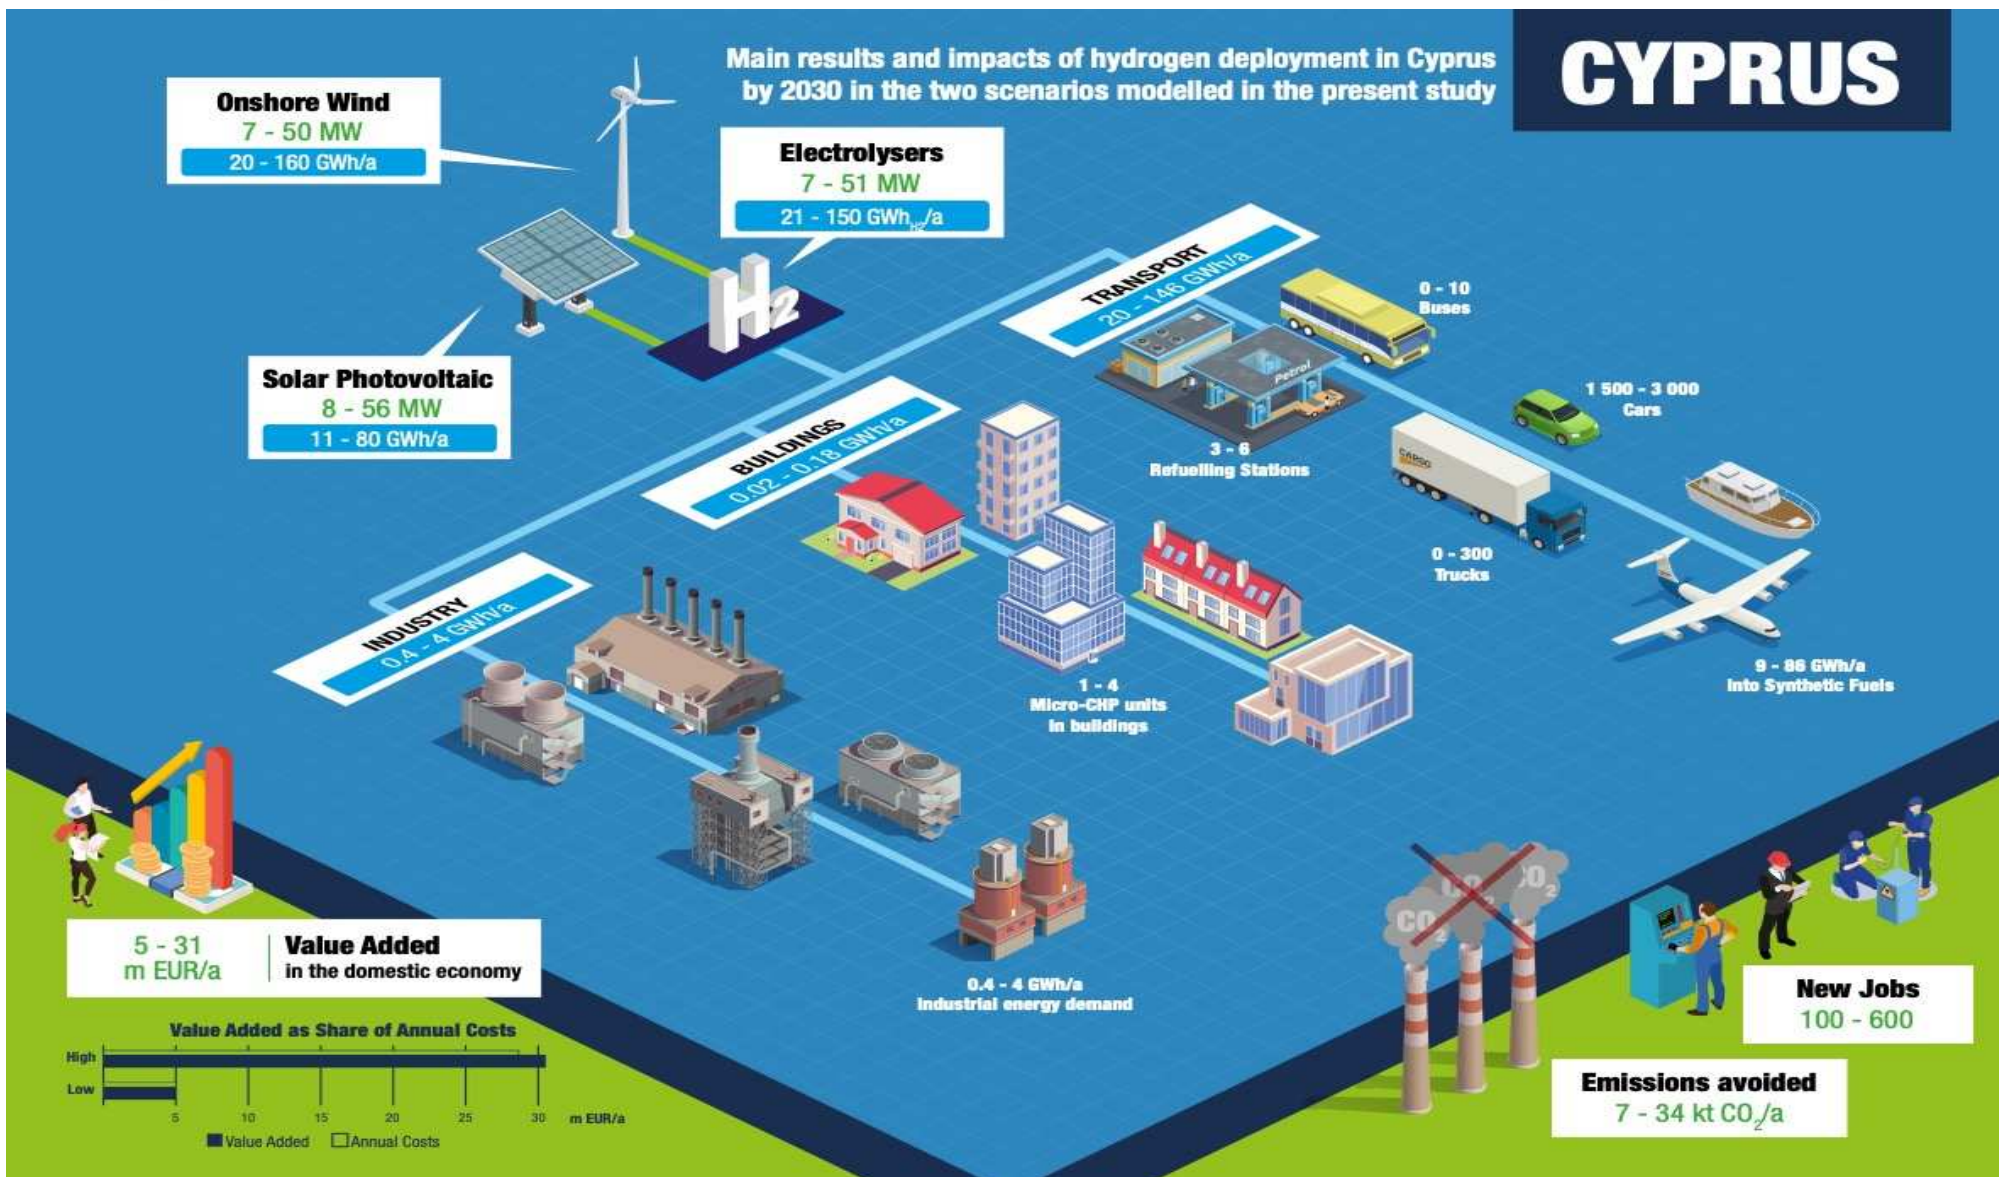 Main results and impacts of hydrogen deployment in Cyprus
by 2030 in the two scenarios modelled in the present study
CYPRUS
Onshore Wind
7 - 50 MW
20 - 160 GWh/a
Electrolysers
7 - 51 MW
21 - 150 GWhH2/a
H2
Solar Photovoltaic
8 - 56 MW
11 - 80 GWh/a
TRANSPORT
20 - 146 GWh/a
0 - 10
Buses
Petrol
1 500 - 3 000
Cars
3 - 6
Refuelling Stations
CARGO
0 - 300
Trucks
9 - 86 GWh/a
Into Synthetic Fuels
BUILDINGS
0.02 - 0.18 GWh/a
1 - 4
Micro-CHP units
in buildings
INDUSTRY
0.4 - 4 GWh/a
0.4 - 4 GWh/a
Industrial energy demand
5 - 31
m EUR/a
Value Added
in the domestic economy
Value Added as Share of Annual Costs
High
Low
5 10 15 20 25 30 m EUR/a
Value Added Annual Costs
CO2
CO2
CO2
New Jobs
100 - 600
Emissions avoided
7 - 34 kt CO2/a